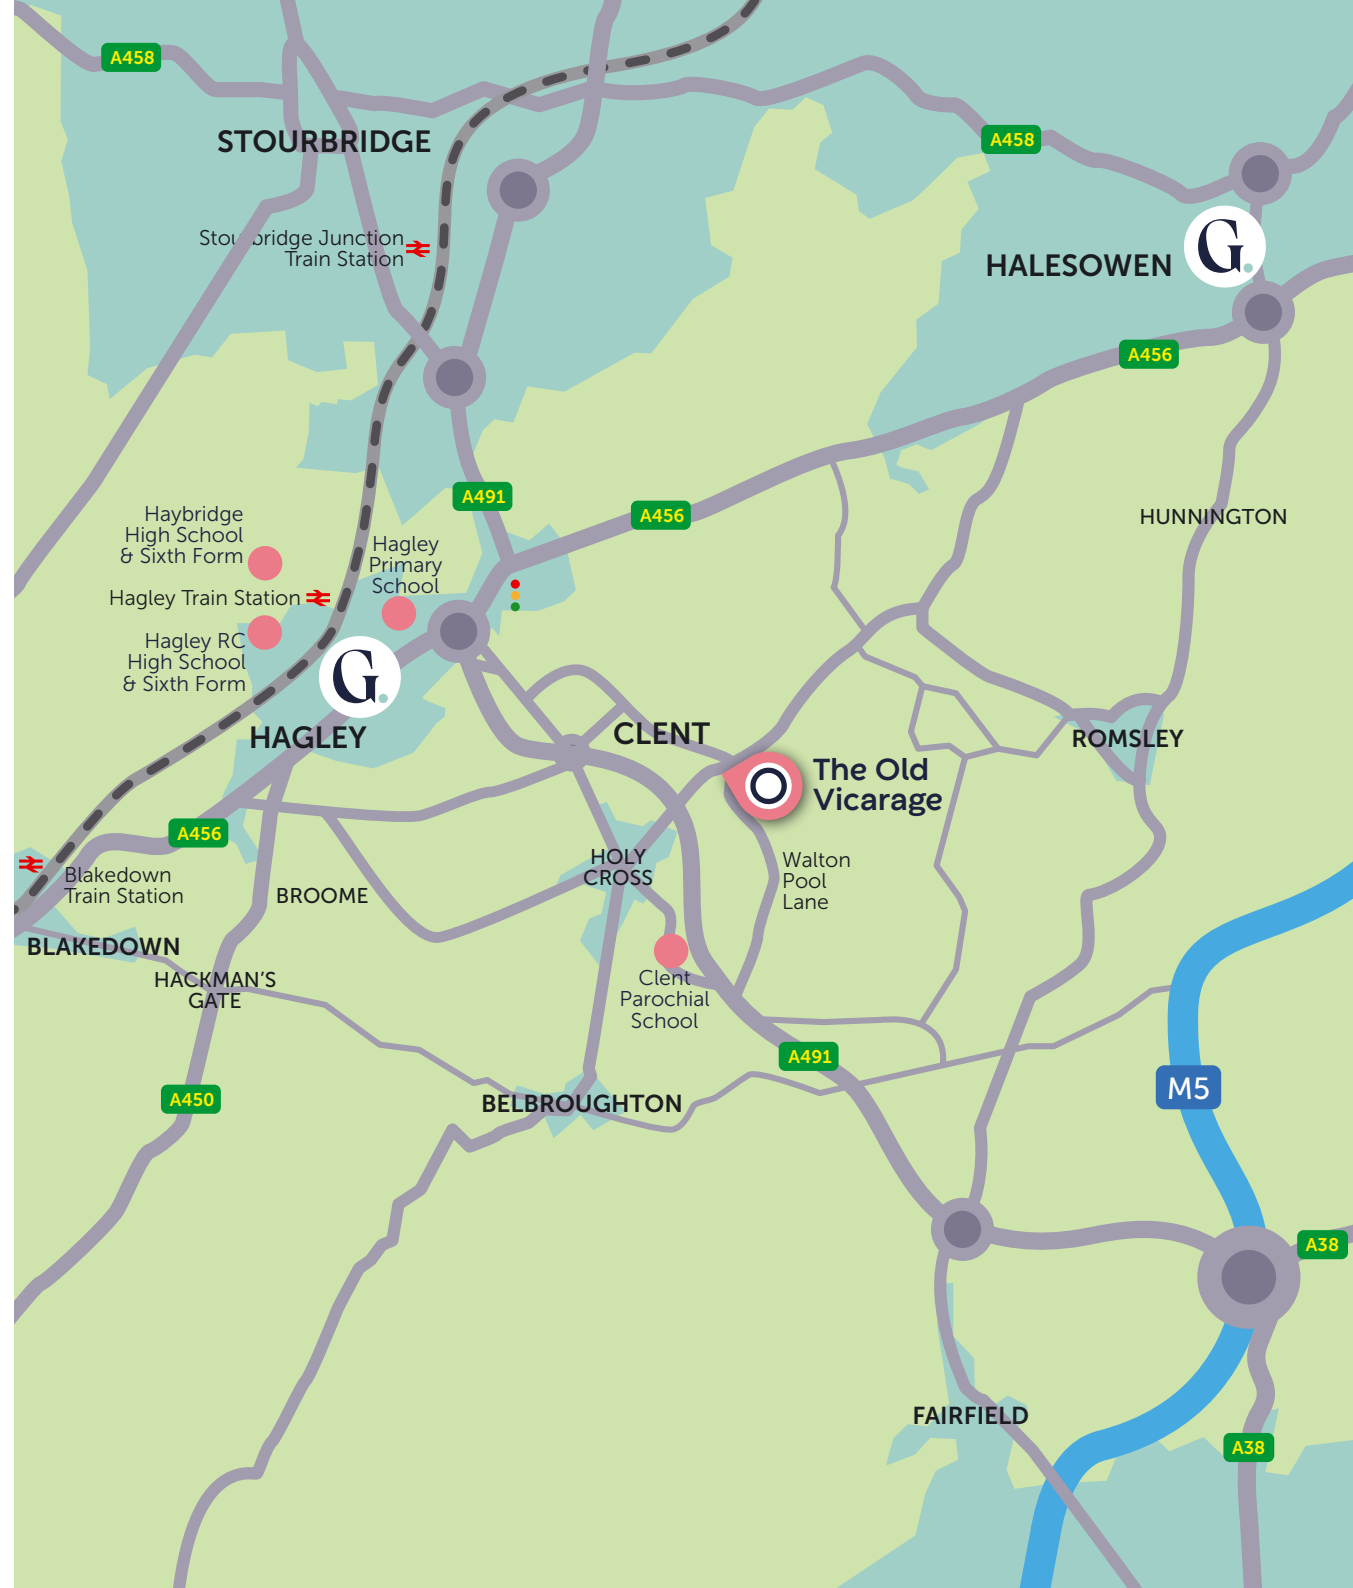 A458
STOURBRIDGE
A458
Stourbridge Junction
Train Station
HALESOWEN
G.
A456
A491
A456
Haybridge
High School
& Sixth Form
HUNNINGTON
Hagley
Primary
School
Hagley Train Station
Hagley RC
High School
& Sixth Form
G.
HAGLEY
CLENT
ROMSLEY
The Old
Vicarage
A456
HOLY
CROSS
Walton
Pool
Lane
Blakedown
Train Station
BROOME
BLAKEDOWN
HACKMAN'S
GATE
Clent
Parochial
School
A491
M5
A450
BELBROUGHTON
A38
FAIRFIELD
A38